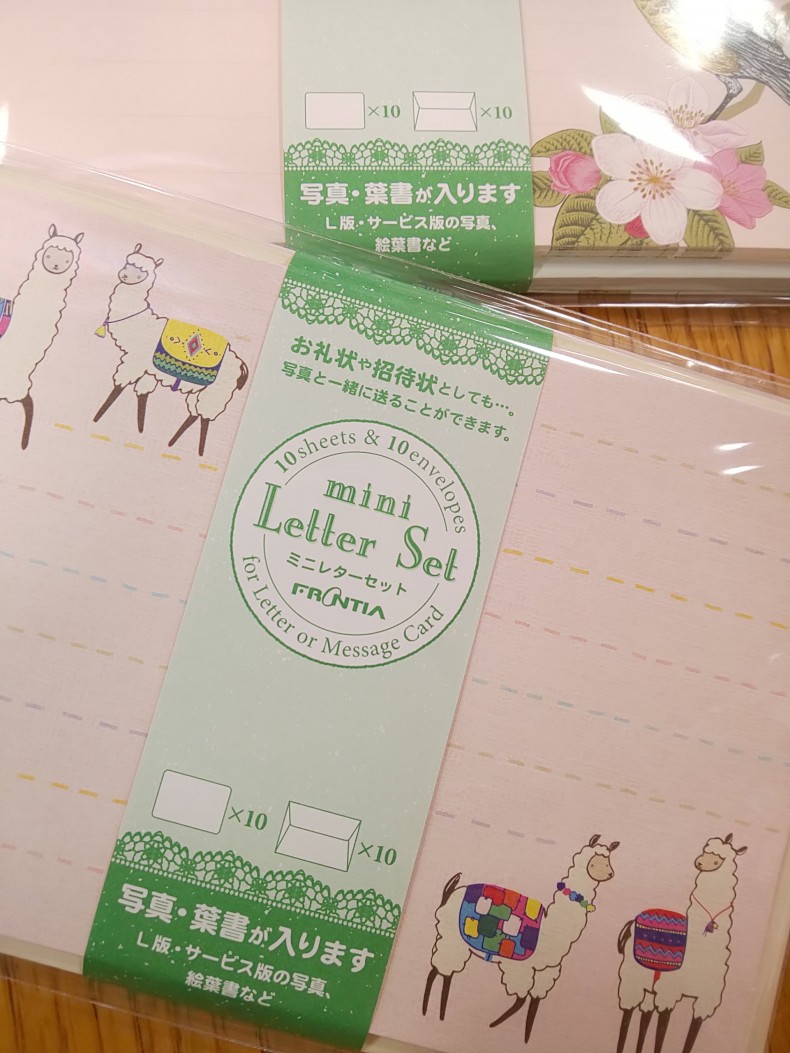 ×10 ×10
写真・葉書が入ります
L版・サービス版の写真、
絵葉書など
お礼状や招待状としても…。
写真と一緒に送ることができます。
10sheets & 10envelopes
mini
Letter Set
ミニレターセット
FRONTIA
for Letter or Message Card
×10 ×10
写真・葉書が入ります
L版・サービス版の写真、
絵葉書など